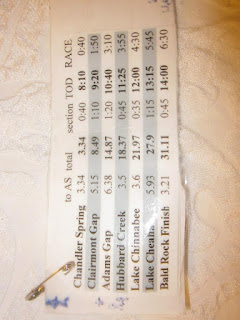 to AS total section TOD RACE
Chandler Spring 3.34 3.34 0:40 8:10 0:40
Clairmont Gap 5.15 8.49 1:10 9:20 1:50
Adams Gap 6.38 14.87 1:20 10:40 3:10
Hubbard Creek 3.5 18.37 0:45 11:25 3:55
Lake Chinnabee 3.6 21.97 0:35 12:00 4:30
Lake Cheaha 5.93 27.9 1:15 13:15 5:45
Bald Rock Finish 3.21 31.11 0:45 14:00 6:30